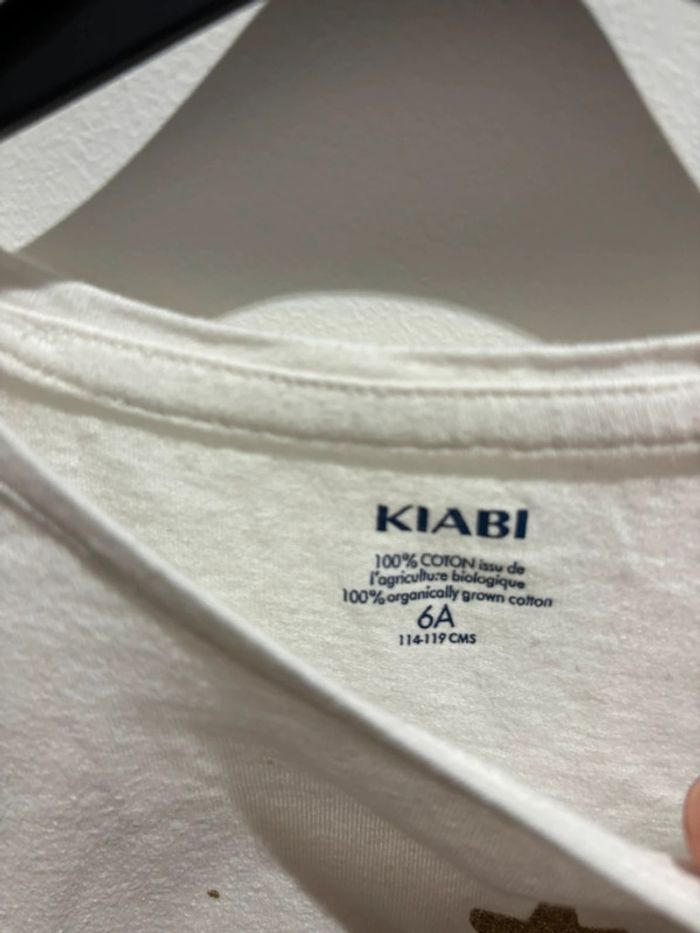 KIABI
100% COTON issu de
l'agriculture biologique
100% organically grown cotton
6A
114-119 CMS